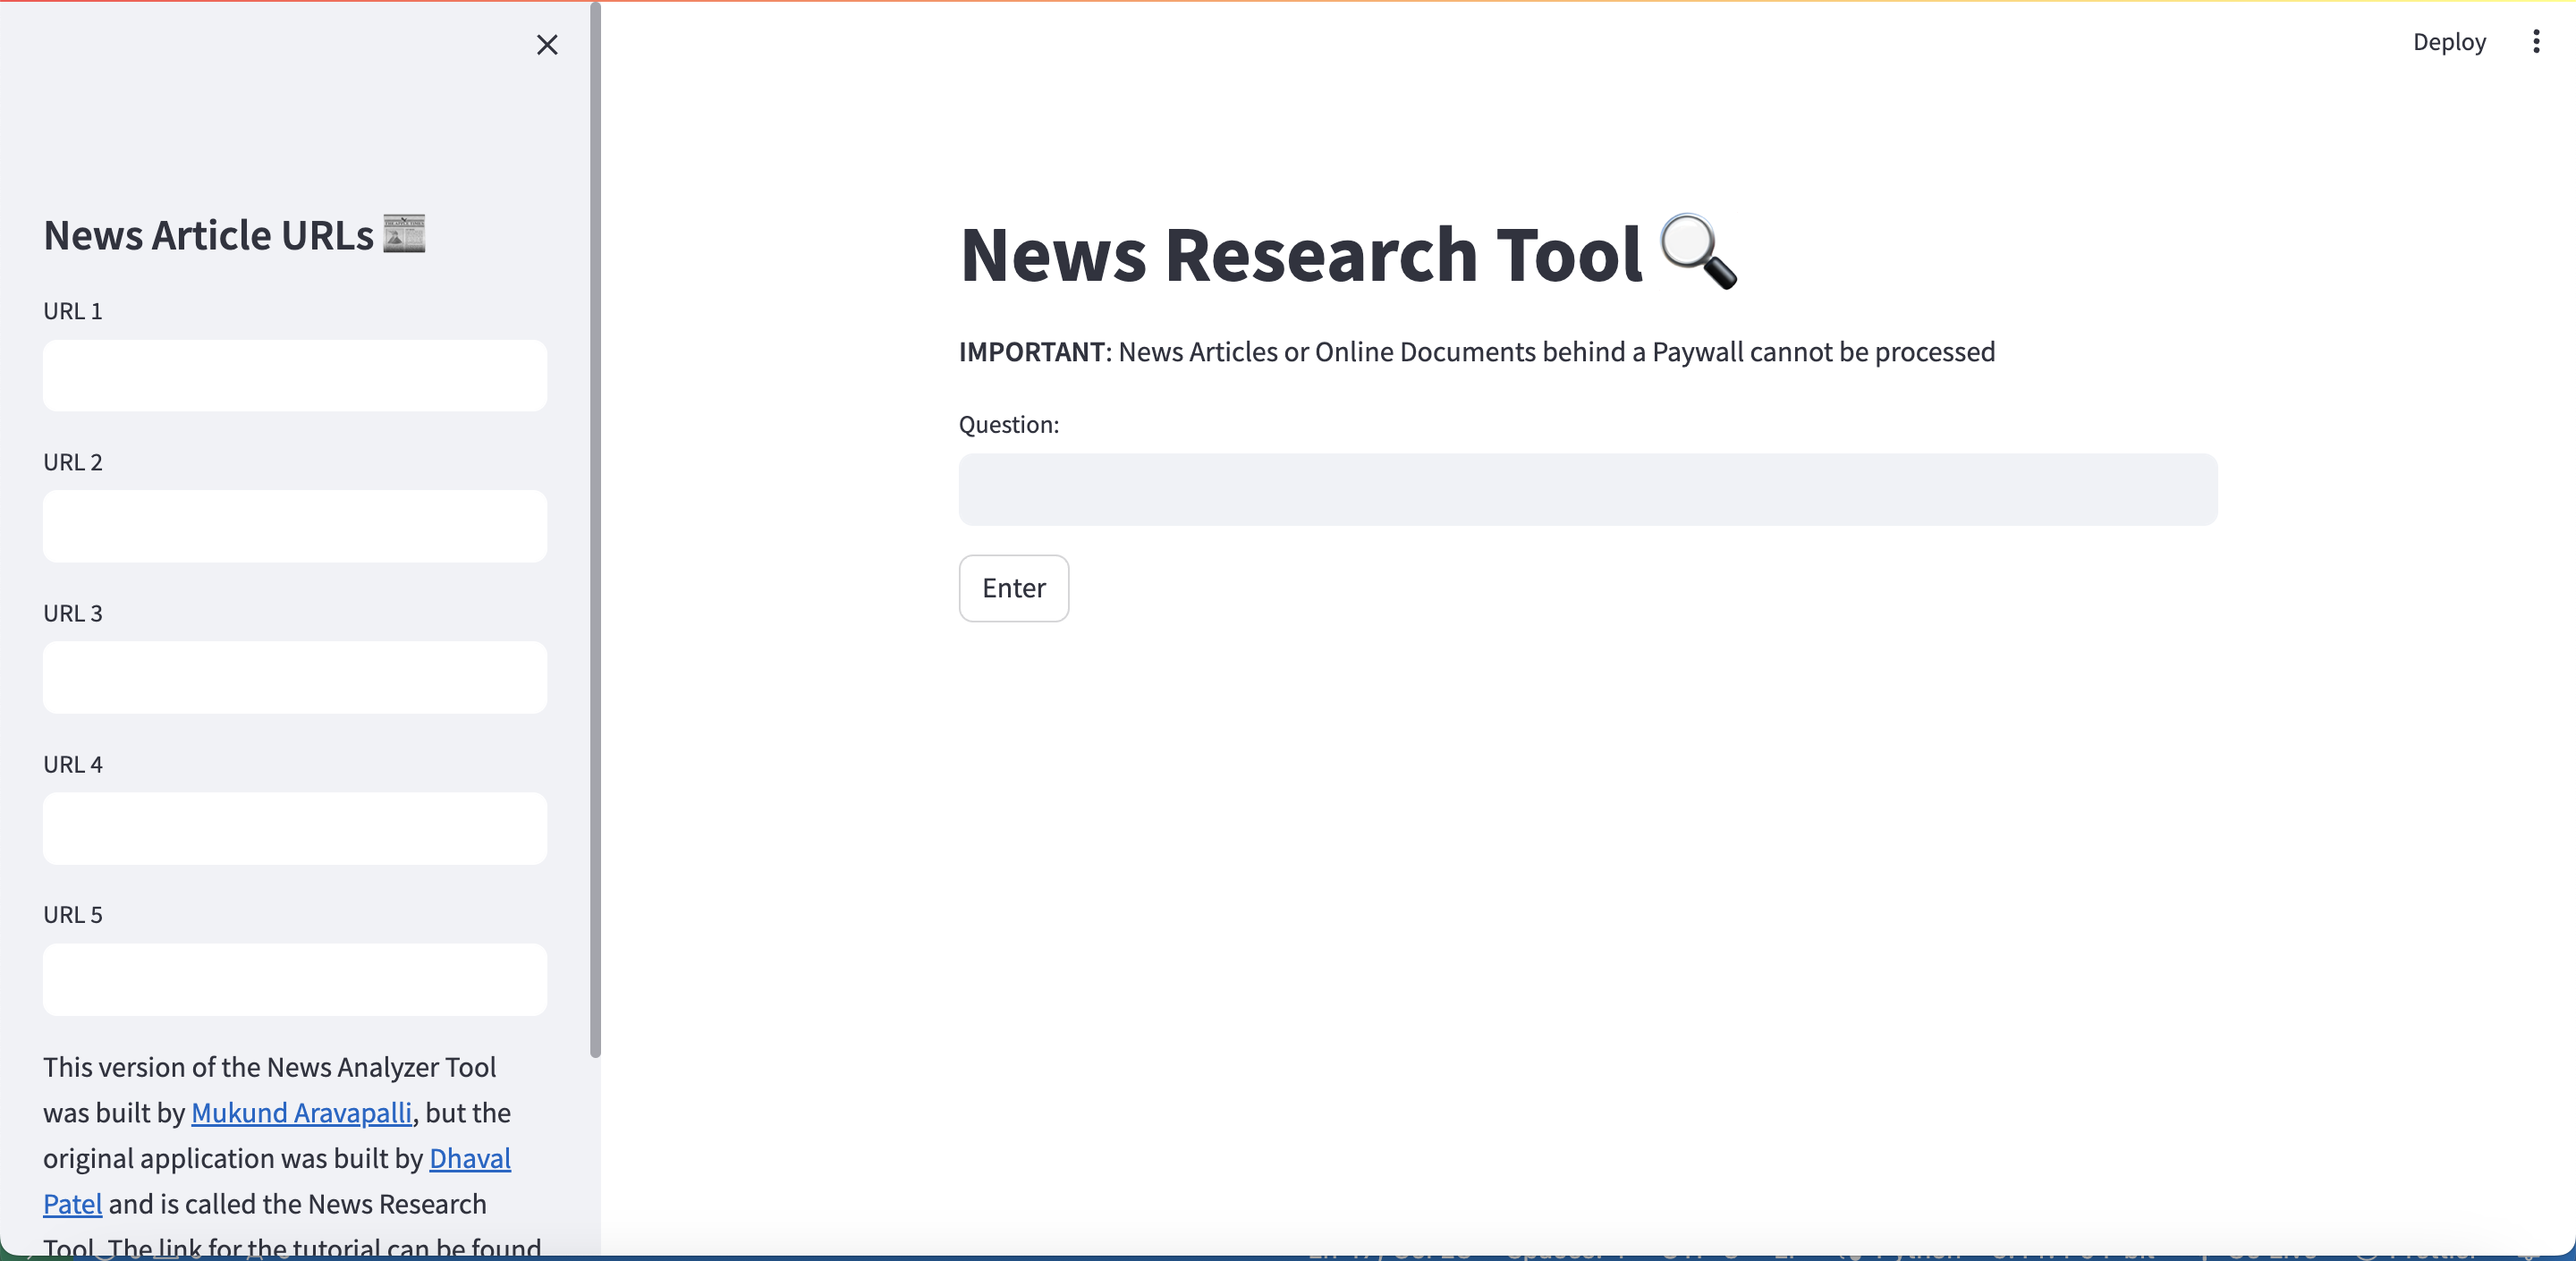 Deploy
News Article URLs
URL 1
URL 2
URL 3
URL 4
URL 5
This version of the News Analyzer Tool
was built by Mukund Aravapalli, but the
original application was built by Dhaval
Patel and is called the News Research
Tool. The link for the tutorial can be found
News Research Tool
IMPORTANT: News Articles or Online Documents behind a Paywall cannot be processed
Question:
Enter